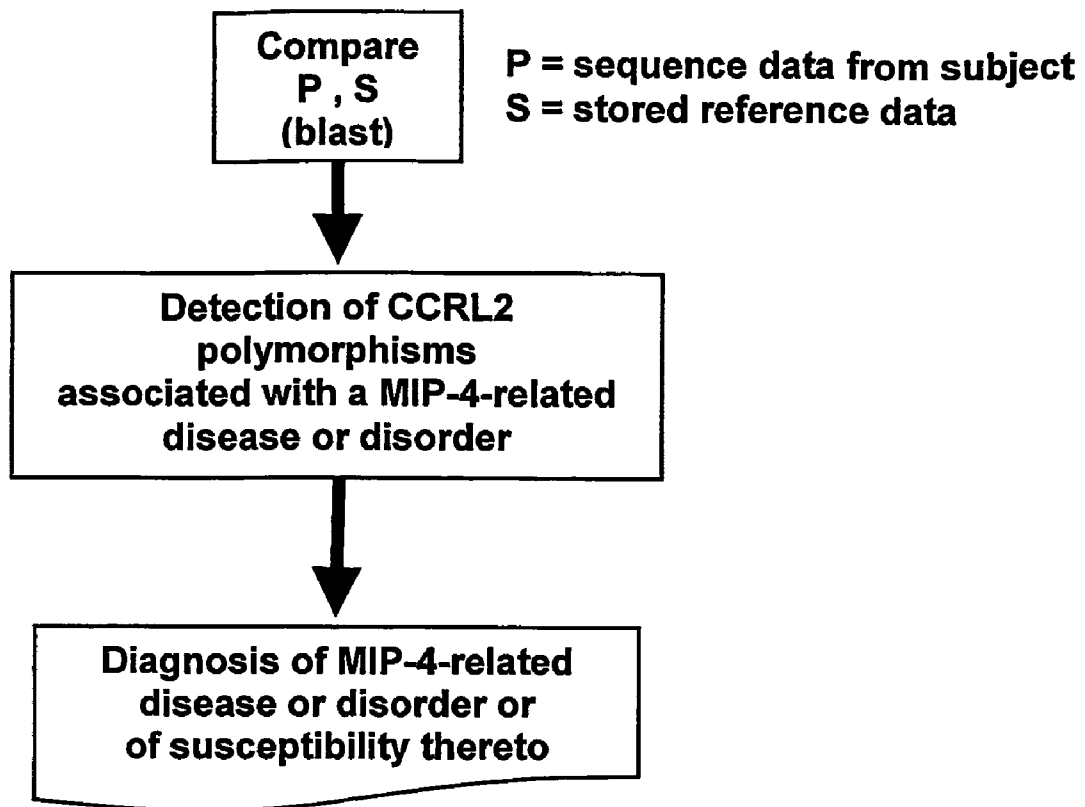 Compare
P , S
(blast)
P = sequence data from subject
S = stored reference data
Detection of CCRL2
polymorphisms
associated with a MIP-4-related
disease or disorder
Diagnosis of MIP-4-related
disease or disorder or
of susceptibility thereto